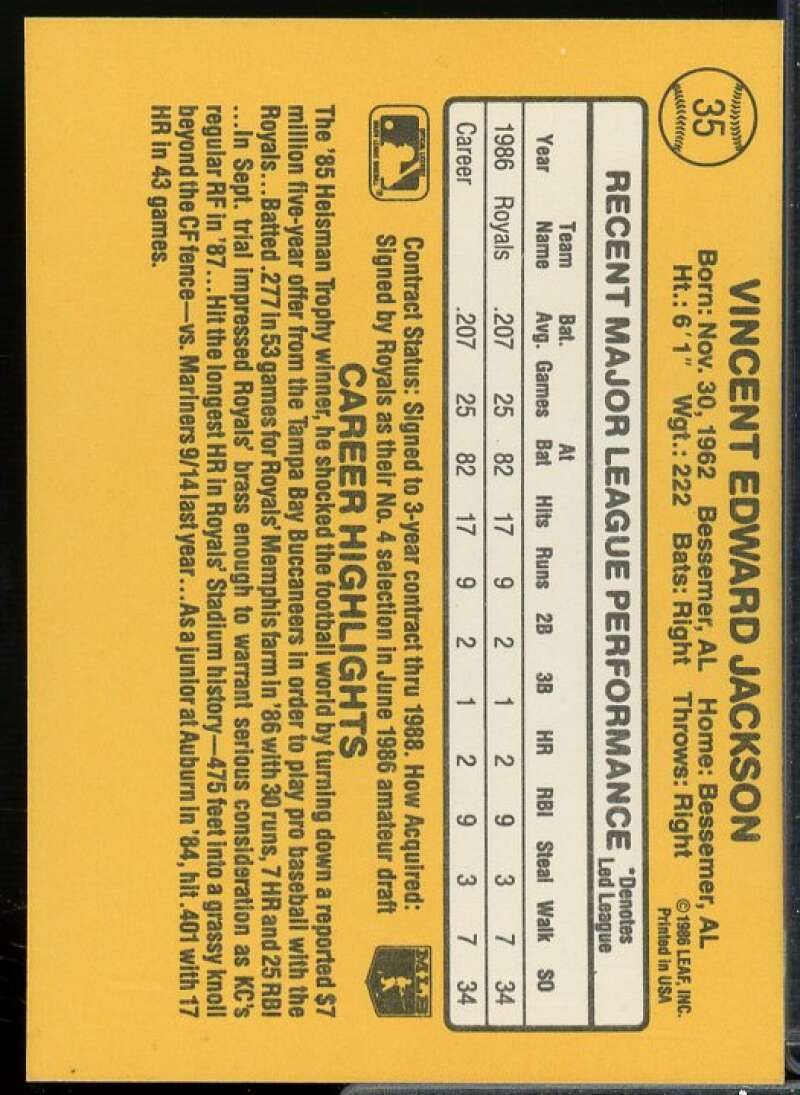 35
VINCENT EDWARD JACKSON
Born: Nov. 30, 1962 Bessemer, AL Home: Bessemer, AL
Ht.: 6'1" Wgt.: 222 Bats: Right Throws: Right
© 1986 LEAF, INC.
Printed in USA
RECENT MAJOR LEAGUE PERFORMANCE *Denotes
Led League
Year Team Name Bat. Avg. Games At Bat Hits Runs 2B 3B HR RBI Steal Walk SO
1986 Royals .207 25 82 17 9 2 1 2 9 3 7 34
Career .207 25 82 17 9 2 1 2 9 3 7 34
Contract Status: Signed to 3-year contract thru 1988. How Acquired:
Signed by Royals as their No. 4 selection in June 1986 amateur draft
MLB
CAREER HIGHLIGHTS
The '85 Heisman Trophy winner, he shocked the football world by turning down a reported $7
million five-year offer from the Tampa Bay Buccaneers in order to play pro baseball with the
Royals...Batted .277 in 53 games for Royals' Memphis farm in '86 with 30 runs, 7 HR and 25 RBI
...In Sept. trial impressed Royals' brass enough to warrant serious consideration as KC's
regular RF in '87...Hit the longest HR in Royals' Stadium history—475 feet into a grassy knoll
beyond the CF fence—vs. Mariners 9/14 last year...As a junior at Auburn in '84, hit .401 with 17
HR in 43 games.